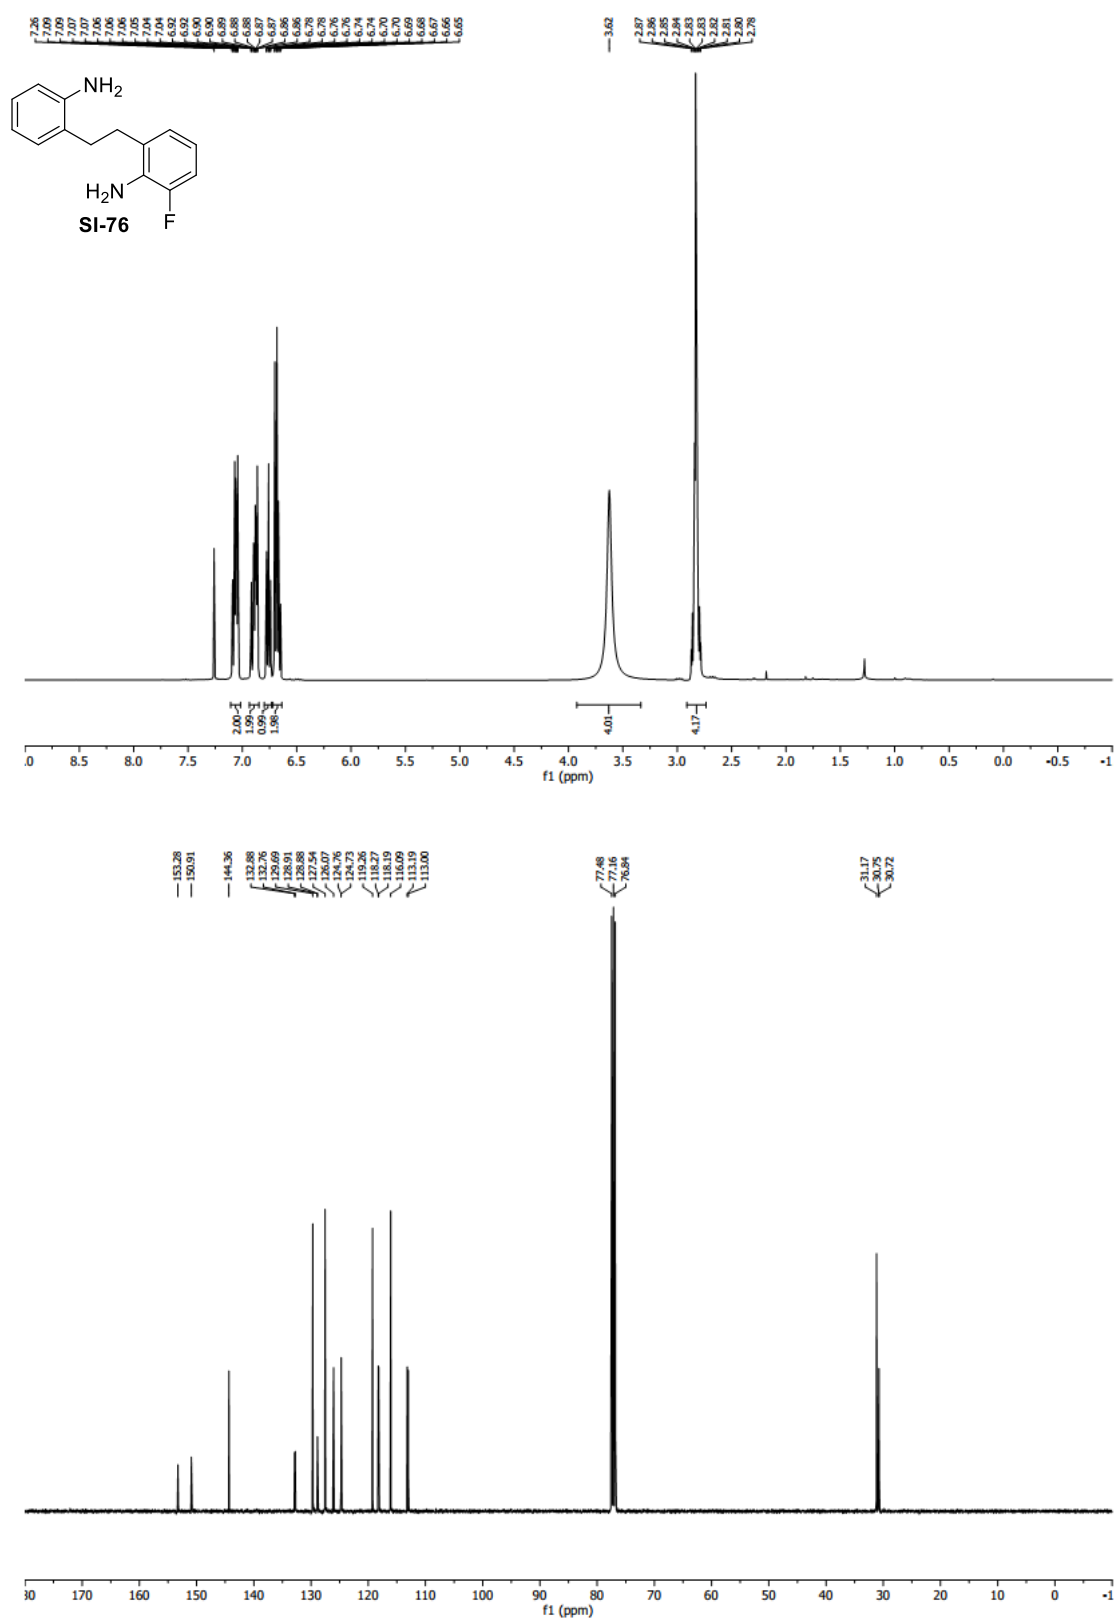 7.26 7.09 7.09 7.07 7.07 7.06 7.06 7.06 7.05 7.04 7.04 6.92 6.92 6.90 6.90 6.89 6.88 6.88 6.87 6.87 6.86 6.86 6.78 6.78 6.76 6.76 6.74 6.74 6.70 6.70 6.69 6.68 6.67 6.66 6.65
3.62
2.87 2.86 2.85 2.84 2.83 2.83 2.82 2.81 2.80 2.78
NH2
H2N
F
SI-76
2.00 1.99 0.99 1.98 4.01 4.17
.0 8.5 8.0 7.5 7.0 6.5 6.0 5.5 5.0 4.5 4.0 3.5 3.0 2.5 2.0 1.5 1.0 0.5 0.0 -0.5 -1
f1 (ppm)
153.28 150.91 144.36 132.88 132.76 129.69 128.91 128.88 127.54 126.07 124.76 124.73 119.26 118.27 118.19 116.09 113.19 113.00
77.48 77.16 76.84
31.17 30.75 30.72
30 170 160 150 140 130 120 110 100 90 80 70 60 50 40 30 20 10 0 -1
f1 (ppm)